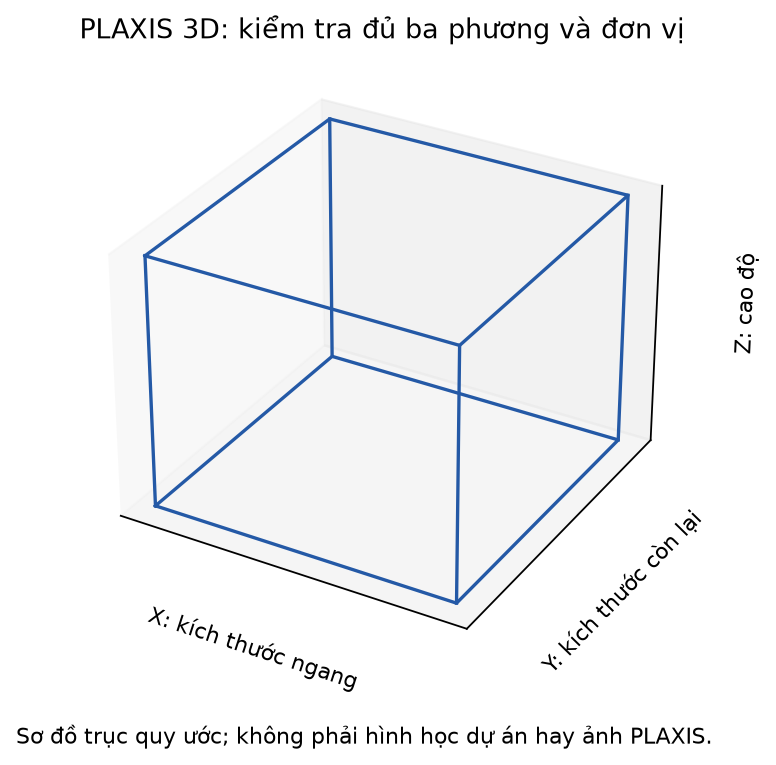 PLAXIS 3D: kiểm tra đủ ba phương và đơn vị
Z: cao độ
Y: kích thước còn lại
X: kích thước ngang
Sơ đồ trục quy ước; không phải hình học dự án hay ảnh PLAXIS.